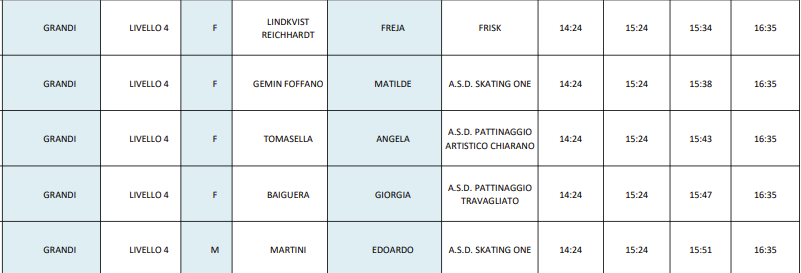 GRANDI LIVELLO 4 F LINDKVIST REICHHARDT FREJA FRISK 14:24 15:24 15:34 16:35
GRANDI LIVELLO 4 F GEMIN FOFFANO MATILDE A.S.D. SKATING ONE 14:24 15:24 15:38 16:35
GRANDI LIVELLO 4 F TOMASELLA ANGELA A.S.D. PATTINAGGIO ARTISTICO CHIARANO 14:24 15:24 15:43 16:35
GRANDI LIVELLO 4 F BAIGUERA GIORGIA A.S.D. PATTINAGGIO TRAVAGLIATO 14:24 15:24 15:47 16:35
GRANDI LIVELLO 4 M MARTINI EDOARDO A.S.D. SKATING ONE 14:24 15:24 15:51 16:35